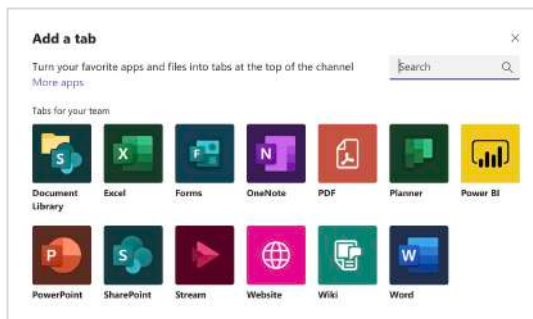 Add a tab
Turn your favorite apps and files into tabs at the top of the channel
Search
More apps
Tabs for your team
S
X
F
N
Document Library
Excel
Forms
OneNote
PDF
Planner
Power BI
P
S
W
PowerPoint
SharePoint
Stream
Website
Wiki
Word